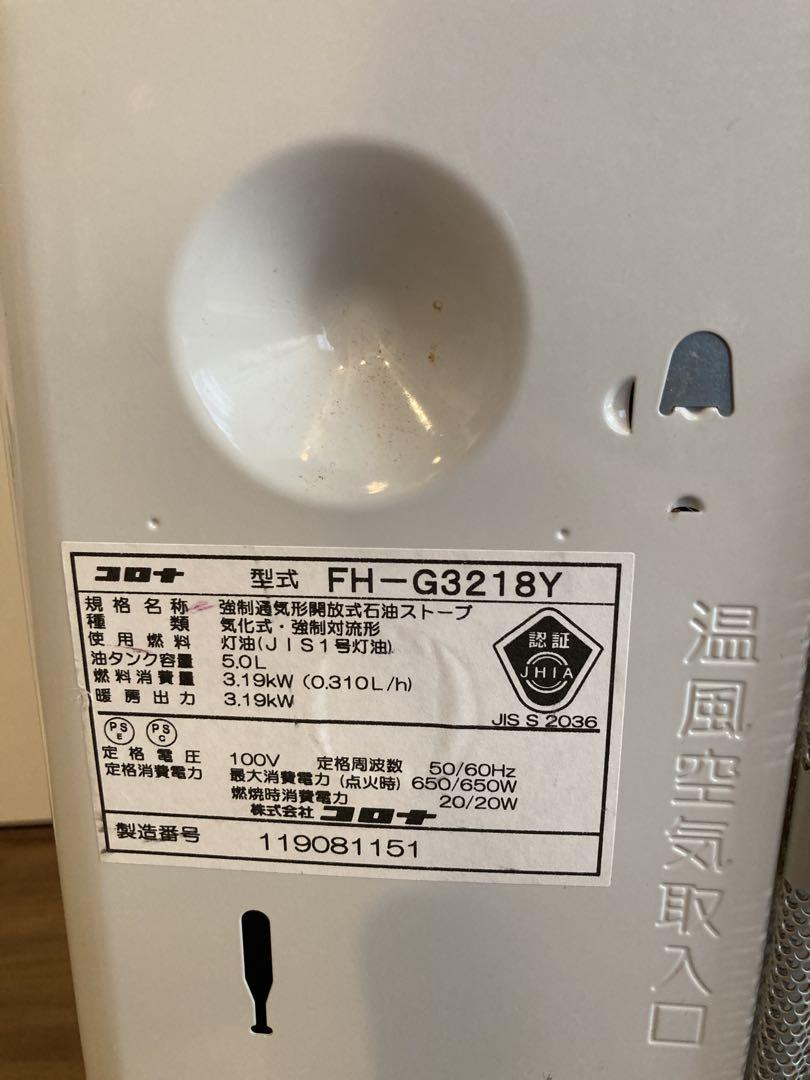 コロナ 型式 FH-G3218Y
規格名称 強制通気形開放式石油ストーブ
種類 気化式・強制対流形
使用燃料 灯油(JIS1号灯油)
油タンク容量 5.0L
燃料消費量 3.19kW (0.310L/h)
暖房出力 3.19kW
認証
JHIA
JIS S 2036
PS E PS C
定格電圧 100V 定格周波数 50/60Hz
定格消費電力 最大消費電力(点火時) 650/650W
燃焼時消費電力 20/20W
株式会社 コロナ
製造番号 119081151
温風空気取入口